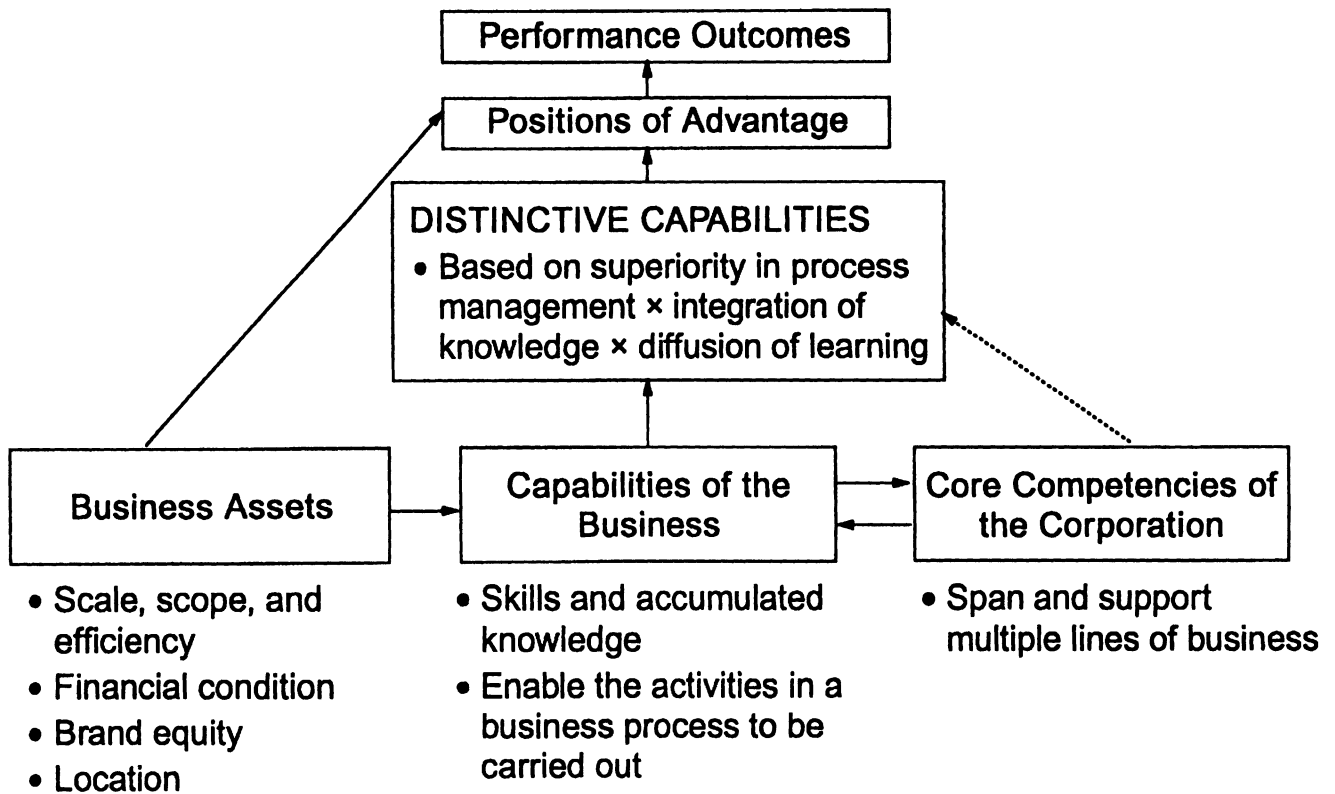 Performance Outcomes
Positions of Advantage
DISTINCTIVE CAPABILITIES
• Based on superiority in process
management × integration of
knowledge × diffusion of learning
Business Assets
• Scale, scope, and
efficiency
• Financial condition
• Brand equity
• Location
Capabilities of the
Business
• Skills and accumulated
knowledge
• Enable the activities in a
business process to be
carried out
Core Competencies of
the Corporation
• Span and support
multiple lines of business